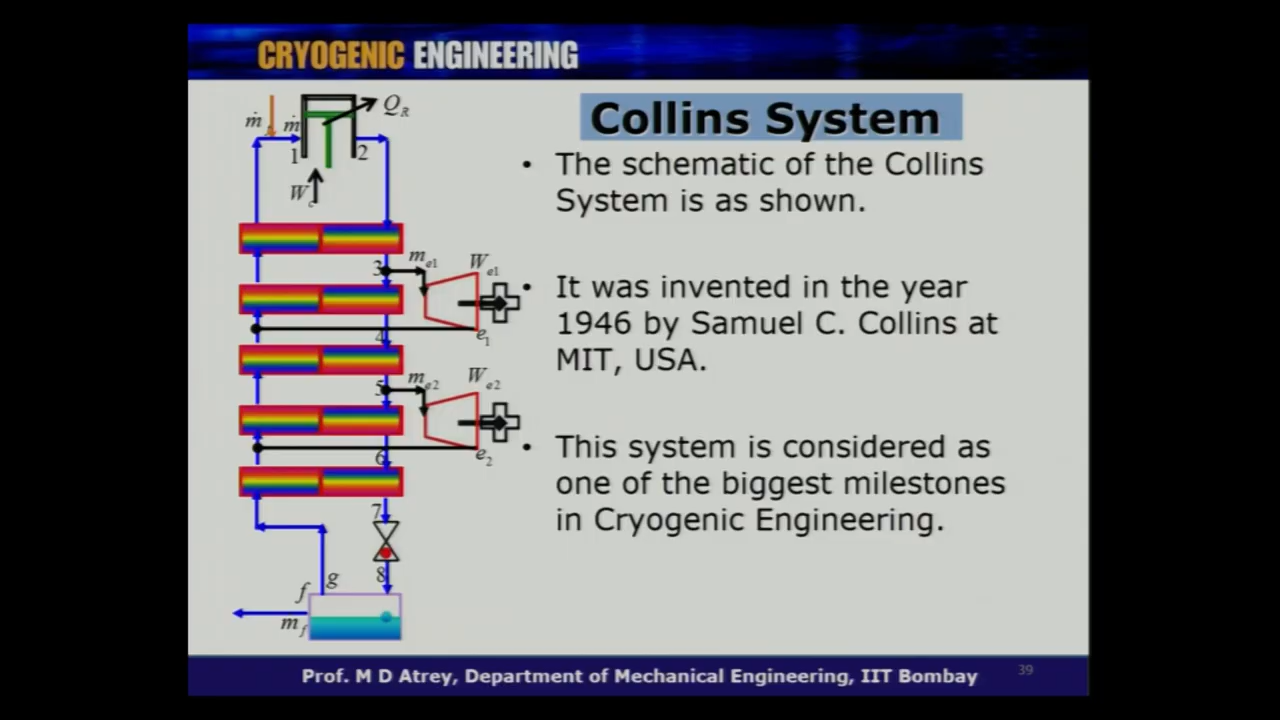 CRYOGENIC ENGINEERING
Collins System
• The schematic of the Collins
System is as shown.
• It was invented in the year
1946 by Samuel C. Collins at
MIT, USA.
• This system is considered as
one of the biggest milestones
in Cryogenic Engineering.
Q_R
ṁ
ṁ
1
2
W_c
3
m_e1
W_e1
4
e_1
5
m_e2
W_e2
6
e_2
7
8
g
f
m_f
Prof. M D Atrey, Department of Mechanical Engineering, IIT Bombay
39